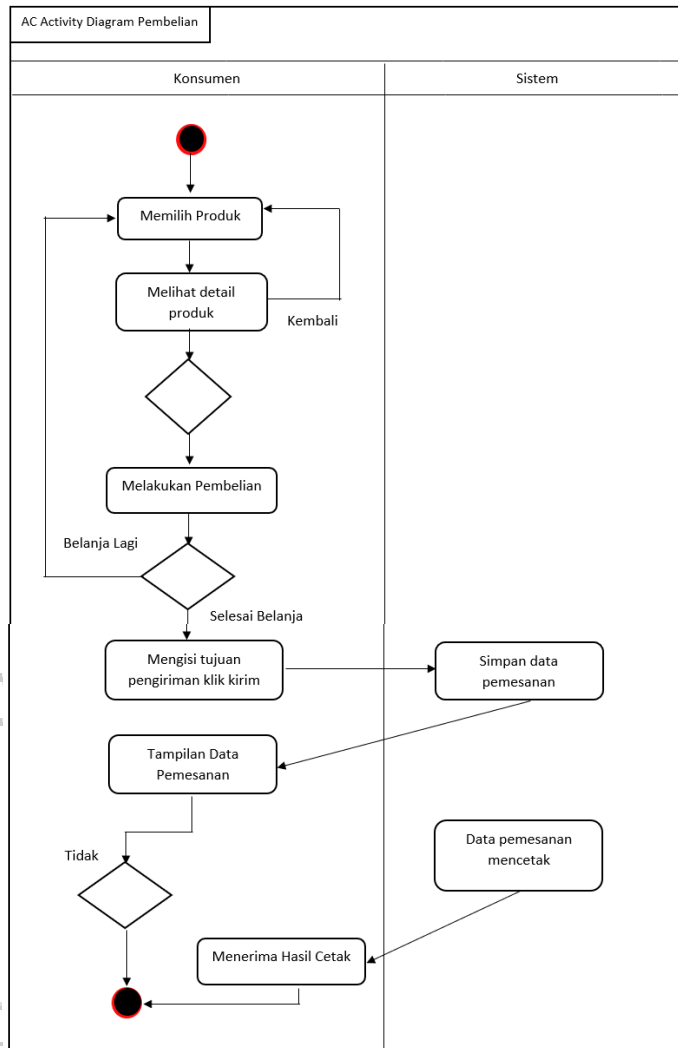 AC Activity Diagram Pembelian
Konsumen
Sistem
Memilih Produk
Melihat detail
produk
Kembali
Melakukan Pembelian
Belanja Lagi
Selesai Belanja
Mengisi tujuan
pengiriman klik kirim
Simpan data
pemesanan
Tampilan Data
Pemesanan
Data pemesanan
mencetak
Tidak
Menerima Hasil Cetak